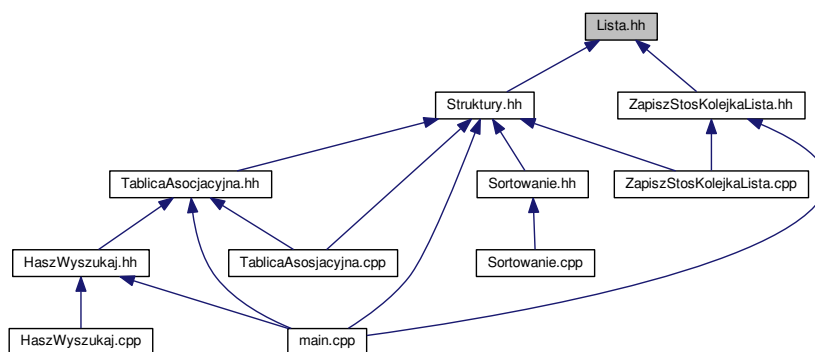 Lista.hh
Struktury.hh
ZapiszStosKolejkaLista.hh
TablicaAsocjacyjna.hh
Sortowanie.hh
ZapiszStosKolejkaLista.cpp
HaszWyszukaj.hh
TablicaAsosjacyjna.cpp
Sortowanie.cpp
HaszWyszukaj.cpp
main.cpp